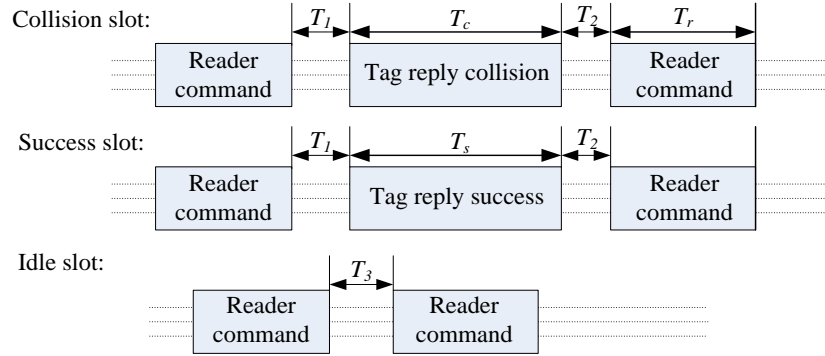 Collision slot:
T1 Tc T2 Tr
Reader command Tag reply collision Reader command
Success slot:
T1 Ts T2
Reader command Tag reply success Reader command
Idle slot:
T3
Reader command Reader command